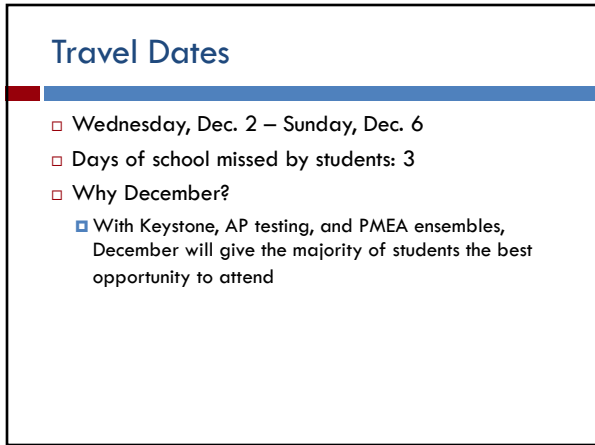 Travel Dates
Wednesday, Dec. 2 – Sunday, Dec. 6
Days of school missed by students: 3
Why December?
With Keystone, AP testing, and PMEA ensembles,
December will give the majority of students the best
opportunity to attend